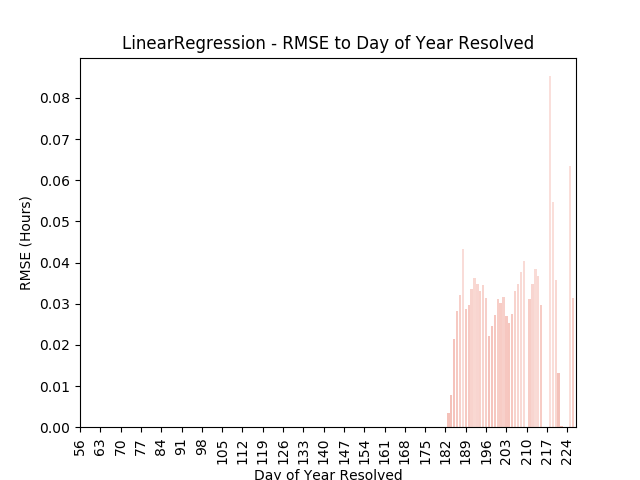 LinearRegression - RMSE to Day of Year Resolved
0.08
0.07
0.06
0.05
0.04
0.03
0.02
0.01
0.00
RMSE (Hours)
56 63 70 77 84 91 98 105 112 119 126 133 140 147 154 161 168 175 182 189 196 203 210 217 224
Day of Year Resolved